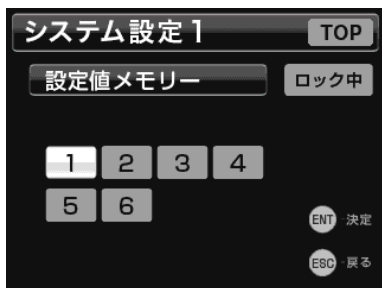 システム設定1 TOP
設定値メモリー ロック中
1 2 3 4
5 6
ENT 決定
ESC 戻る